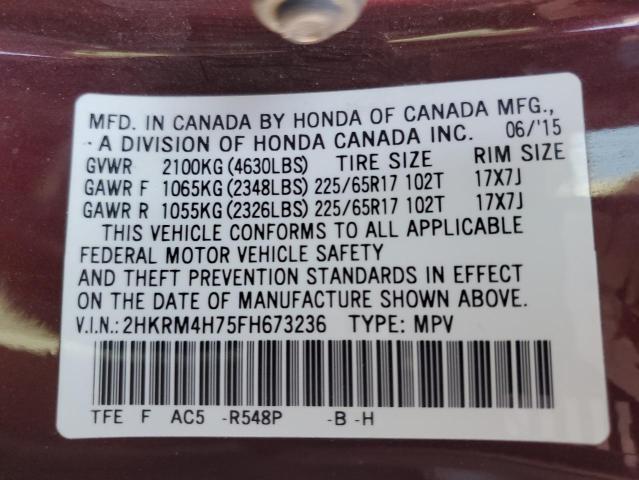 MFD. IN CANADA BY HONDA OF CANADA MFG.,
A DIVISION OF HONDA CANADA INC. 06/'15
GVWR 2100KG (4630LBS) TIRE SIZE RIM SIZE
GAWR F 1065KG (2348LBS) 225/65R17 102T 17X7J
GAWR R 1055KG (2326LBS) 225/65R17 102T 17X7J
THIS VEHICLE CONFORMS TO ALL APPLICABLE
FEDERAL MOTOR VEHICLE SAFETY
AND THEFT PREVENTION STANDARDS IN EFFECT
ON THE DATE OF MANUFACTURE SHOWN ABOVE.
V.I.N.: 2HKRM4H75FH673236 TYPE: MPV
TFE F AC5 -R548P -B -H